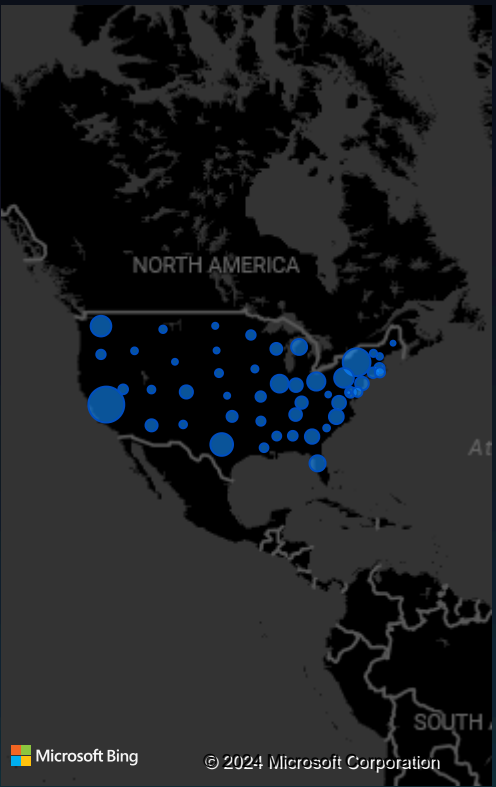 NORTH AMERICA
At
SOUTH A
Microsoft Bing
© 2024 Microsoft Corporation